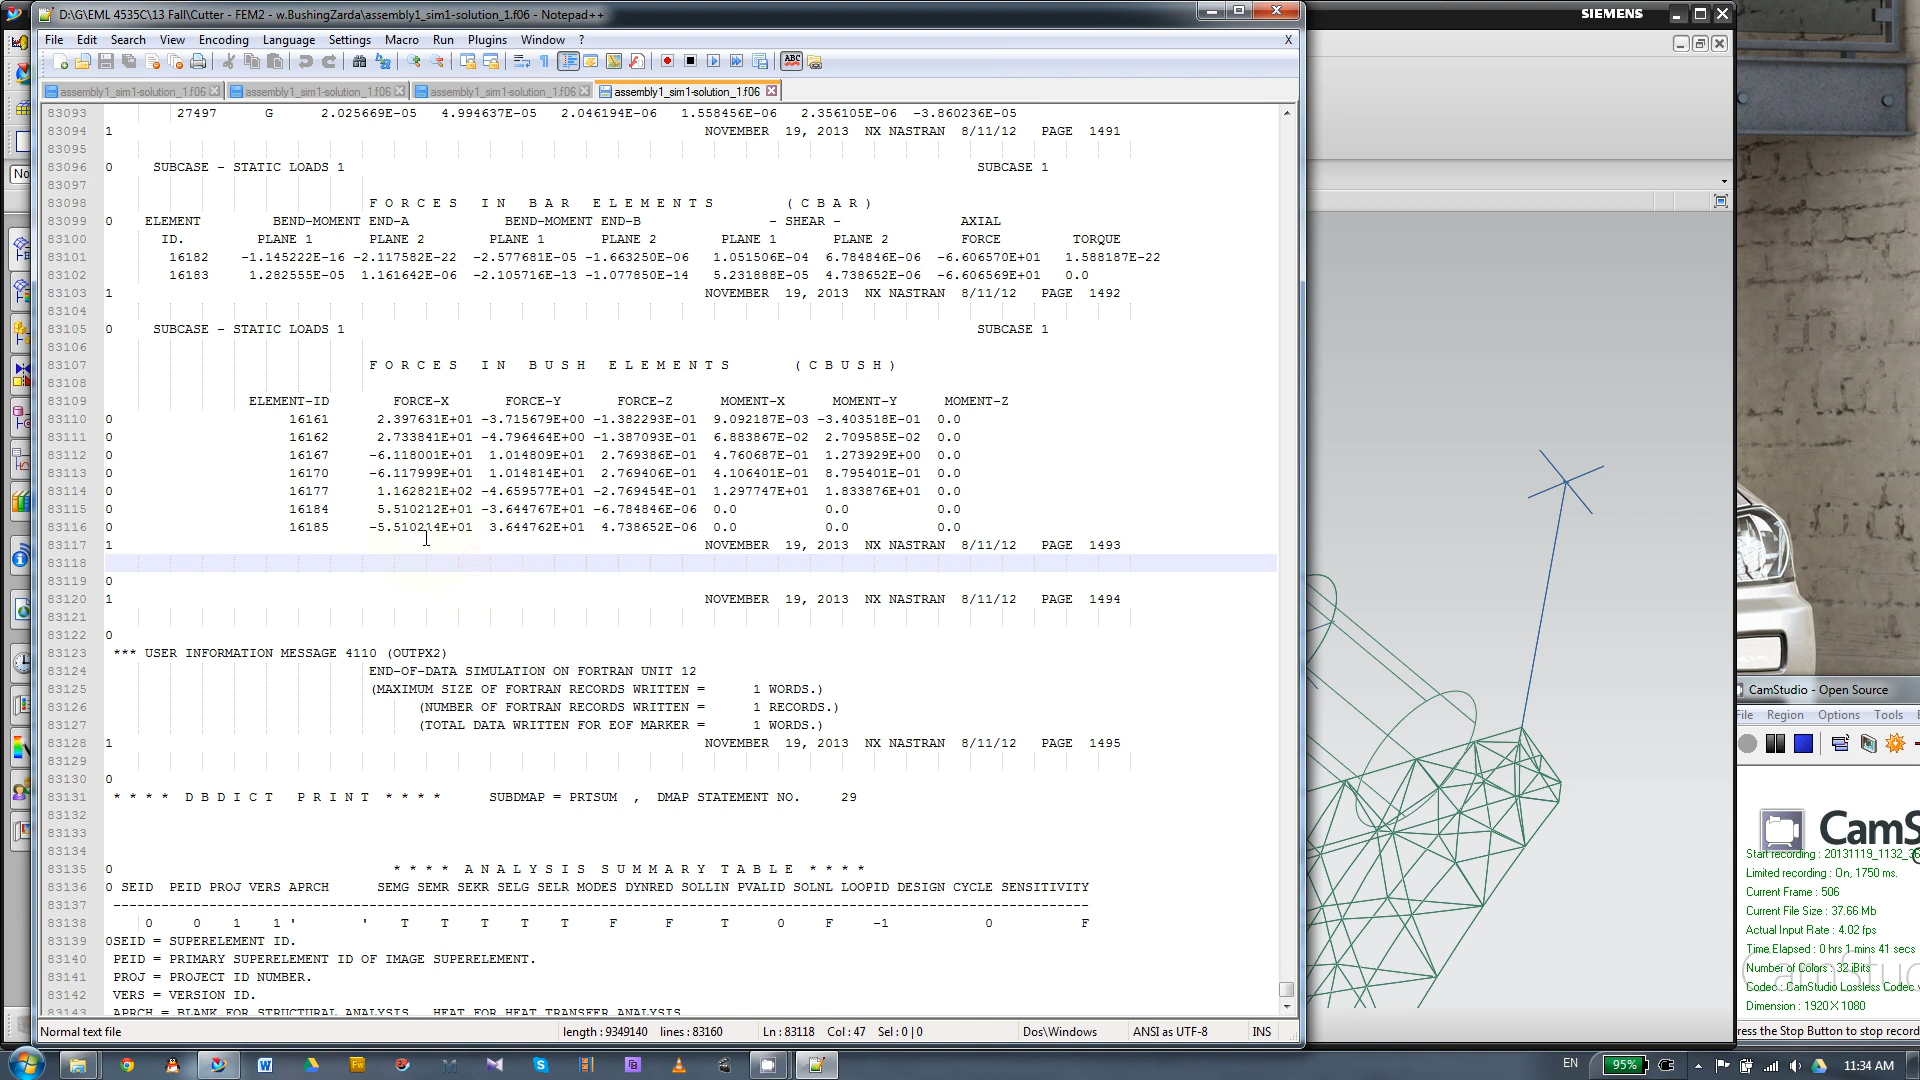 D:\G\EML 4535C\13 Fall\Cutter - FEM2 - w.BushingZarda\assembly1_sim1-solution_1.f06 - Notepad++
SIEMENS
File Edit Search View Encoding Language Settings Macro Run Plugins Window ? X
assembly1_sim1-solution_1.f06 assembly1_sim1-solution_1.f06 assembly1_sim1-solution_1.f06 assembly1_sim1-solution_1.f06
No
83093 27497 G 2.025669E-05 4.994637E-05 2.046194E-06 1.558456E-06 2.356105E-06 -3.860236E-05
83094 1 NOVEMBER 19, 2013 NX NASTRAN 8/11/12 PAGE 1491
83095
83096 0 SUBCASE - STATIC LOADS 1 SUBCASE 1
83097
83098 F O R C E S I N B A R E L E M E N T S ( C B A R )
83099 0 ELEMENT BEND-MOMENT END-A BEND-MOMENT END-B - SHEAR - AXIAL
83100 ID. PLANE 1 PLANE 2 PLANE 1 PLANE 2 PLANE 1 PLANE 2 FORCE TORQUE
83101 16182 -1.145222E-16 -2.117582E-22 -2.577681E-05 -1.663250E-06 1.051506E-04 6.784846E-06 -6.606570E+01 1.588187E-22
83102 16183 1.282555E-05 1.161642E-06 -2.105716E-13 -1.077850E-14 5.231888E-05 4.738652E-06 -6.606569E+01 0.0
83103 1 NOVEMBER 19, 2013 NX NASTRAN 8/11/12 PAGE 1492
83104
83105 0 SUBCASE - STATIC LOADS 1 SUBCASE 1
83106
83107 F O R C E S I N B U S H E L E M E N T S ( C B U S H )
83108
83109 ELEMENT-ID FORCE-X FORCE-Y FORCE-Z MOMENT-X MOMENT-Y MOMENT-Z
83110 0 16161 2.397631E+01 -3.715679E+00 -1.382293E-01 9.092187E-03 -3.403518E-01 0.0
83111 0 16162 2.733841E+01 -4.796464E+00 -1.387093E-01 6.883867E-02 2.709585E-02 0.0
83112 0 16167 -6.118001E+01 1.014809E+01 2.769386E-01 4.760687E-01 1.273929E+00 0.0
83113 0 16170 -6.117999E+01 1.014814E+01 2.769406E-01 4.106401E-01 8.795401E-01 0.0
83114 0 16177 1.162821E+02 -4.659577E+01 -2.769454E-01 1.297747E+01 1.833876E+01 0.0
83115 0 16184 5.510212E+01 -3.644767E+01 -6.784846E-06 0.0 0.0 0.0
83116 0 16185 -5.510214E+01 3.644762E+01 4.738652E-06 0.0 0.0 0.0
83117 1 NOVEMBER 19, 2013 NX NASTRAN 8/11/12 PAGE 1493
83118
83119 0
83120 1 NOVEMBER 19, 2013 NX NASTRAN 8/11/12 PAGE 1494
83121
83122 0
83123 *** USER INFORMATION MESSAGE 4110 (OUTPX2)
83124 END-OF-DATA SIMULATION ON FORTRAN UNIT 12
83125 (MAXIMUM SIZE OF FORTRAN RECORDS WRITTEN = 1 WORDS.)
83126 (NUMBER OF FORTRAN RECORDS WRITTEN = 1 RECORDS.)
83127 (TOTAL DATA WRITTEN FOR EOF MARKER = 1 WORDS.)
83128 1 NOVEMBER 19, 2013 NX NASTRAN 8/11/12 PAGE 1495
83129
83130 0
83131 * * * * D B D I C T P R I N T * * * * SUBDMAP = PRTSUM , DMAP STATEMENT NO. 29
83132
83133
83134
83135 0 * * * * A N A L Y S I S S U M M A R Y T A B L E * * * *
83136 0 SEID PEID PROJ VERS APRCH SEMG SEMR SEKR SELG SELR MODES DYNRED SOLLIN PVALID SOLNL LOOPID DESIGN CYCLE SENSITIVITY
83137 --------------------------------------------------------------------------------------------------------------------------
83138 0 0 1 1 ' ' T T T T T F F T 0 F -1 0 F
83139 0SEID = SUPERELEMENT ID.
83140 PEID = PRIMARY SUPERELEMENT ID OF IMAGE SUPERELEMENT.
83141 PROJ = PROJECT ID NUMBER.
83142 VERS = VERSION ID.
83143 APRCH = BLANK FOR STRUCTURAL ANALYSIS. HEAT FOR HEAT TRANSFER ANALYSIS
Normal text file length : 9349140 lines : 83160 Ln : 83118 Col : 47 Sel : 0 | 0 Dos\Windows ANSI as UTF-8 INS
CamStudio - Open Source
File Region Options Tools
CamS
Start recording : 20131119_1132_3
Limited recording : On, 1750 ms.
Current Frame : 506
Current File Size : 37.66 Mb
Actual Input Rate : 4.02 fps
Time Elapsed : 0 hrs 1 mins 41 secs
Number of Colors : 32 Bits
Codec : CamStudio Lossless Codec
Dimension : 1920 X 1080
ress the Stop Button to stop record
EN 95% 11:34 AM